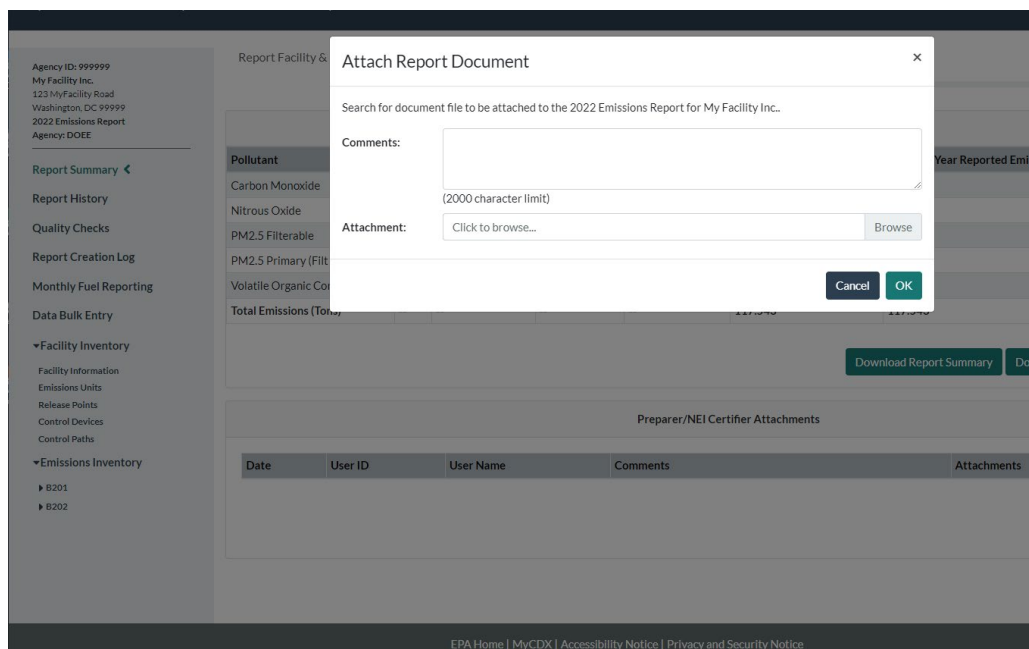 Agency ID: 999999
My Facility Inc.
123 MyFacility Road
Washington, DC 99999
2022 Emissions Report
Agency: DOEE
Report Summary
Report History
Quality Checks
Report Creation Log
Monthly Fuel Reporting
Data Bulk Entry
Facility Inventory
Facility Information
Emissions Units
Release Points
Control Devices
Control Paths
Emissions Inventory
B201
B202
Report Facility &
Attach Report Document ×
Search for document file to be attached to the 2022 Emissions Report for My Facility Inc..
Comments:
(2000 character limit)
Attachment: Click to browse... Browse
Cancel OK
Pollutant Year Reported Emi
Carbon Monoxide
Nitrous Oxide
PM2.5 Filterable
PM2.5 Primary (Filt
Volatile Organic Co
Total Emissions (Tons)
Download Report Summary Do
Preparer/NEI Certifier Attachments
Date User ID User Name Comments Attachments
EPA Home | MyCDX | Accessibility Notice | Privacy and Security Notice